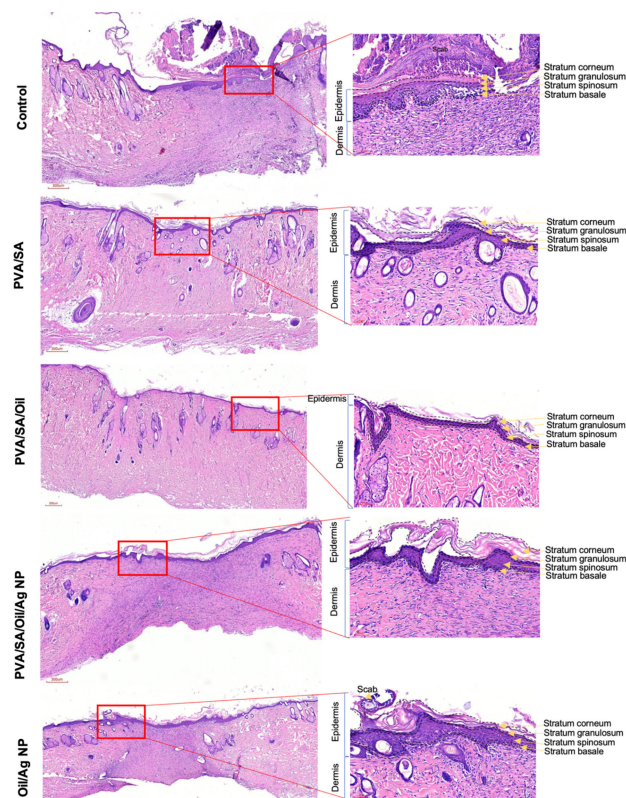 Control
Scab
Epidermis
Dermis
Stratum corneum
Stratum granulosum
Stratum spinosum
Stratum basale
PVA/SA
Epidermis
Dermis
Stratum corneum
Stratum granulosum
Stratum spinosum
Stratum basale
PVA/SA/Oil
Epidermis
Dermis
Stratum corneum
Stratum granulosum
Stratum spinosum
Stratum basale
PVA/SA/Oil/Ag NP
Epidermis
Dermis
Stratum corneum
Stratum granulosum
Stratum spinosum
Stratum basale
Oil/Ag NP
Scab
Epidermis
Dermis
Stratum corneum
Stratum granulosum
Stratum spinosum
Stratum basale